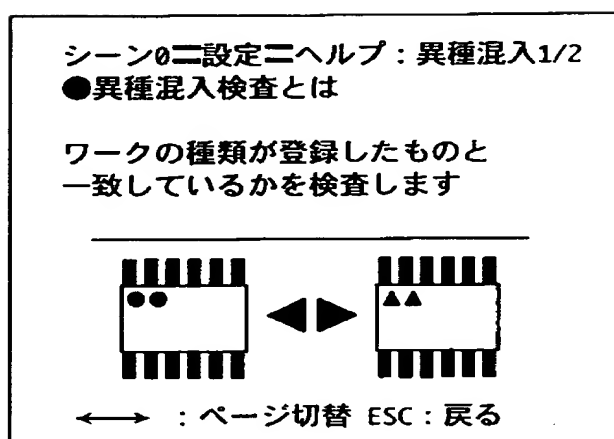 シーン0＝設定＝ヘルプ：異種混入1/2
●異種混入検査とは
ワークの種類が登録したものと
一致しているかを検査します
←→ ：ページ切替 ESC：戻る